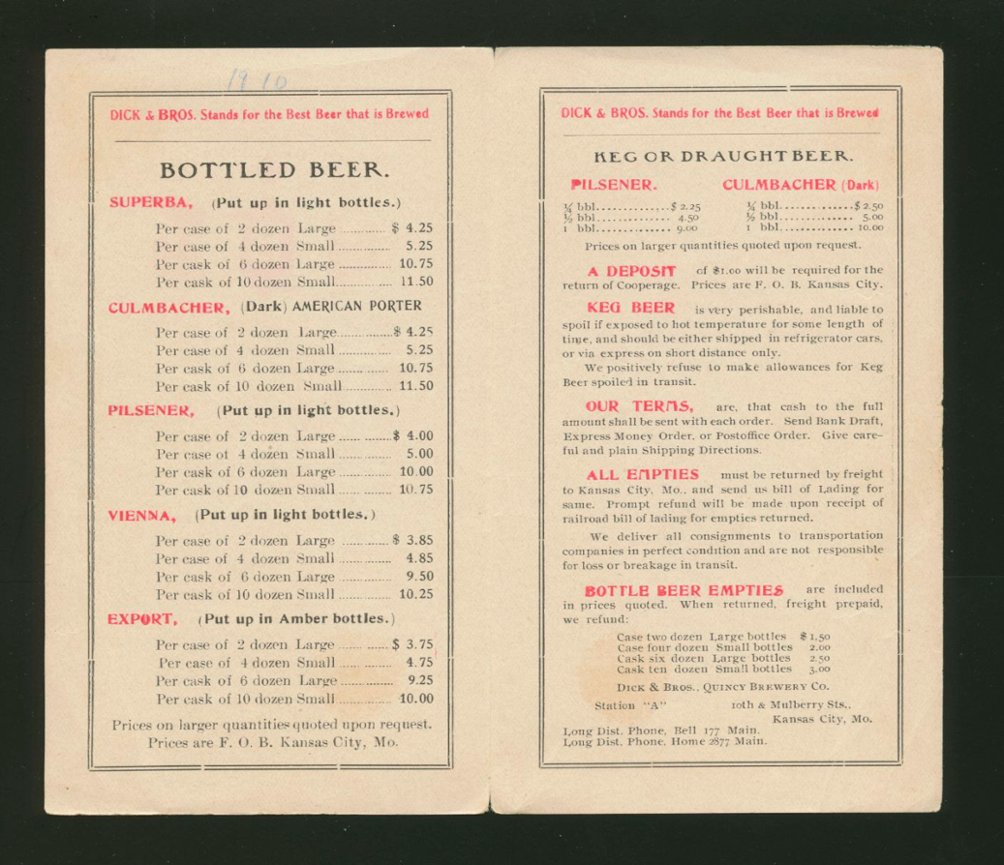 1910
DICK & BROS. Stands for the Best Beer that is Brewed
BOTTLED BEER.
SUPERBA, (Put up in light bottles.)
Per case of 2 dozen Large ............ $ 4.25
Per case of 4 dozen Small ............ 5.25
Per cask of 6 dozen Large ............ 10.75
Per cask of 10 dozen Small............ 11.50
CULMBACHER, (Dark) AMERICAN PORTER
Per case of 2 dozen Large.............$ 4.25
Per case of 4 dozen Small ............ 5.25
Per cask of 6 dozen Large ............ 10.75
Per cask of 10 dozen Small............ 11.50
PILSENER, (Put up in light bottles.)
Per case of 2 dozen Large ...... .......$ 4.00
Per case of 4 dozen Small ...... ....... 5.00
Per cask of 6 dozen Large ............ 10.00
Per cask of 10 dozen Small ...... ....... 10.75
VIENNA, (Put up in light bottles.)
Per case of 2 dozen Large ............ $ 3.85
Per case of 4 dozen Small ............ 4.85
Per cask of 6 dozen Large ............ 9.50
Per cask of 10 dozen Small ............ 10.25
EXPORT, (Put up in Amber bottles.)
Per case of 2 dozen Large ...... ...... $ 3.75
Per case of 4 dozen Small ...... ...... 4.75
Per cask of 6 dozen Large ............ 9.25
Per cask of 10 dozen Small ............ 10.00
Prices on larger quantities quoted upon request.
Prices are F. O. B. Kansas City, Mo.
DICK & BROS. Stands for the Best Beer that is Brewed
KEG OR DRAUGHT BEER.
PILSENER. CULMBACHER (Dark)
¼ bbl..............$ 2.25 ¼ bbl..............$ 2.50
½ bbl.............. 4.50 ½ bbl.............. 5.00
1 bbl.............. 9.00 1 bbl.............. 10.00
Prices on larger quantities quoted upon request.
A DEPOSIT of $1.00 will be required for the
return of Cooperage. Prices are F. O. B. Kansas City.
KEG BEER is very perishable, and liable to
spoil if exposed to hot temperature for some length of
time, and should be either shipped in refrigerator cars,
or via express on short distance only.
We positively refuse to make allowances for Keg
Beer spoiled in transit.
OUR TERMS, are, that cash to the full
amount shall be sent with each order. Send Bank Draft,
Express Money Order, or Postoffice Order. Give care-
ful and plain Shipping Directions.
ALL EMPTIES must be returned by freight
to Kansas City, Mo., and send us bill of Lading for
same. Prompt refund will be made upon receipt of
railroad bill of lading for empties returned.
We deliver all consignments to transportation
companies in perfect condition and are not responsible
for loss or breakage in transit.
BOTTLE BEER EMPTIES are included
in prices quoted. When returned, freight prepaid,
we refund:
Case two dozen Large bottles $1.50
Case four dozen Small bottles 2.00
Cask six dozen Large bottles 2.50
Cask ten dozen Small bottles 3.00
DICK & BROS., QUINCY BREWERY CO.
Station "A" 10th & Mulberry Sts.,
Kansas City, Mo.
Long Dist. Phone, Bell 177 Main.
Long Dist. Phone. Home 2877 Main.